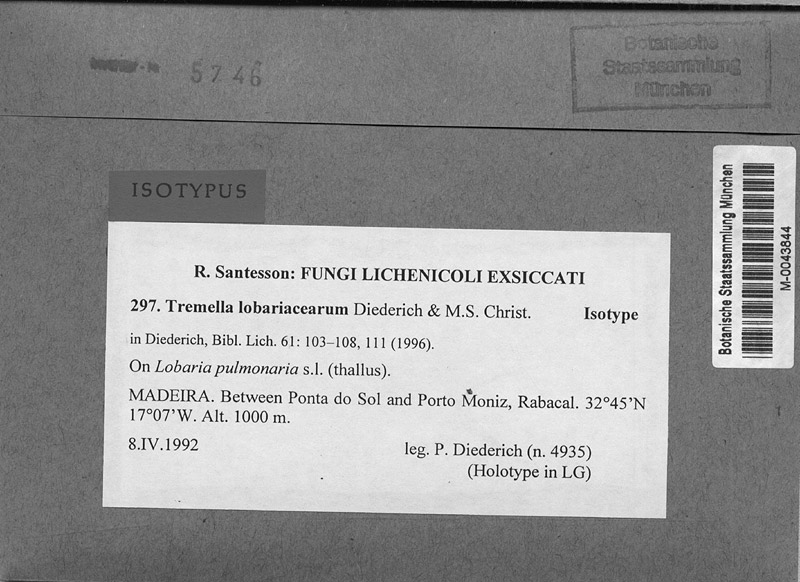 5746
Botanische
Staatssammlung
München
ISOTYPUS
R. Santesson: FUNGI LICHENICOLI EXSICCATI
297. Tremella lobariacearum Diederich & M.S. Christ. Isotype
in Diederich, Bibl. Lich. 61: 103–108, 111 (1996).
On Lobaria pulmonaria s.l. (thallus).
MADEIRA. Between Ponta do Sol and Porto Moniz, Rabacal. 32°45'N
17°07'W. Alt. 1000 m.
8.IV.1992 leg. P. Diederich (n. 4935)
(Holotype in LG)
Botanische Staatssammlung München
M-0043844